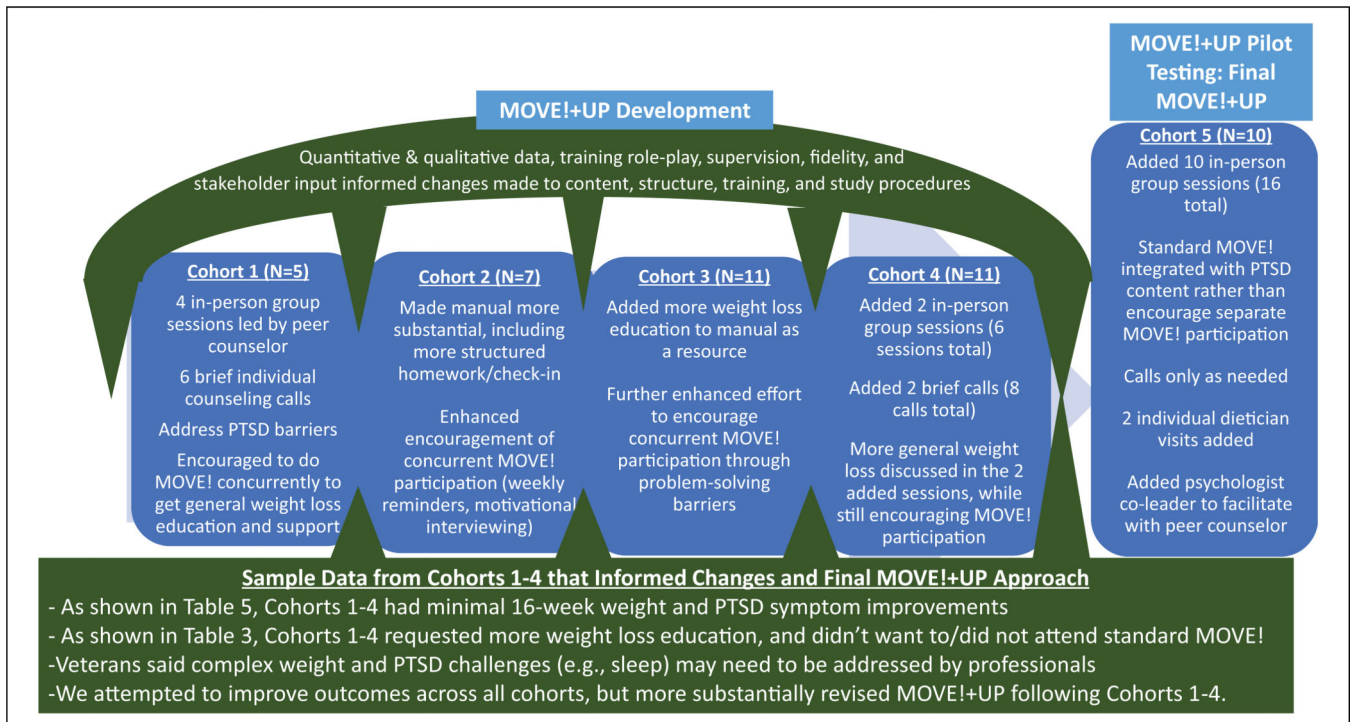 MOVE!+UP Development
Quantitative & qualitative data, training role-play, supervision, fidelity, and
stakeholder input informed changes made to content, structure, training, and study procedures
Cohort 1 (N=5)
4 in-person group
sessions led by peer
counselor
6 brief individual
counseling calls
Address PTSD barriers
Encouraged to do
MOVE! concurrently to
get general weight loss
education and support
Cohort 2 (N=7)
Made manual more
substantial, including
more structured
homework/check-in
Enhanced
encouragement of
concurrent MOVE!
participation (weekly
reminders, motivational
interviewing)
Cohort 3 (N=11)
Added more weight loss
education to manual as
a resource
Further enhanced effort
to encourage
concurrent MOVE!
participation through
problem-solving
barriers
Cohort 4 (N=11)
Added 2 in-person
group sessions (6
sessions total)
Added 2 brief calls (8
calls total)
More general weight
loss discussed in the 2
added sessions, while
still encouraging MOVE!
participation
MOVE!+UP Pilot
Testing: Final
MOVE!+UP
Cohort 5 (N=10)
Added 10 in-person
group sessions (16
total)
Standard MOVE!
integrated with PTSD
content rather than
encourage separate
MOVE! participation
Calls only as needed
2 individual dietician
visits added
Added psychologist
co-leader to facilitate
with peer counselor
Sample Data from Cohorts 1-4 that Informed Changes and Final MOVE!+UP Approach
- As shown in Table 5, Cohorts 1-4 had minimal 16-week weight and PTSD symptom improvements
- As shown in Table 3, Cohorts 1-4 requested more weight loss education, and didn't want to/did not attend standard MOVE!
-Veterans said complex weight and PTSD challenges (e.g., sleep) may need to be addressed by professionals
-We attempted to improve outcomes across all cohorts, but more substantially revised MOVE!+UP following Cohorts 1-4.